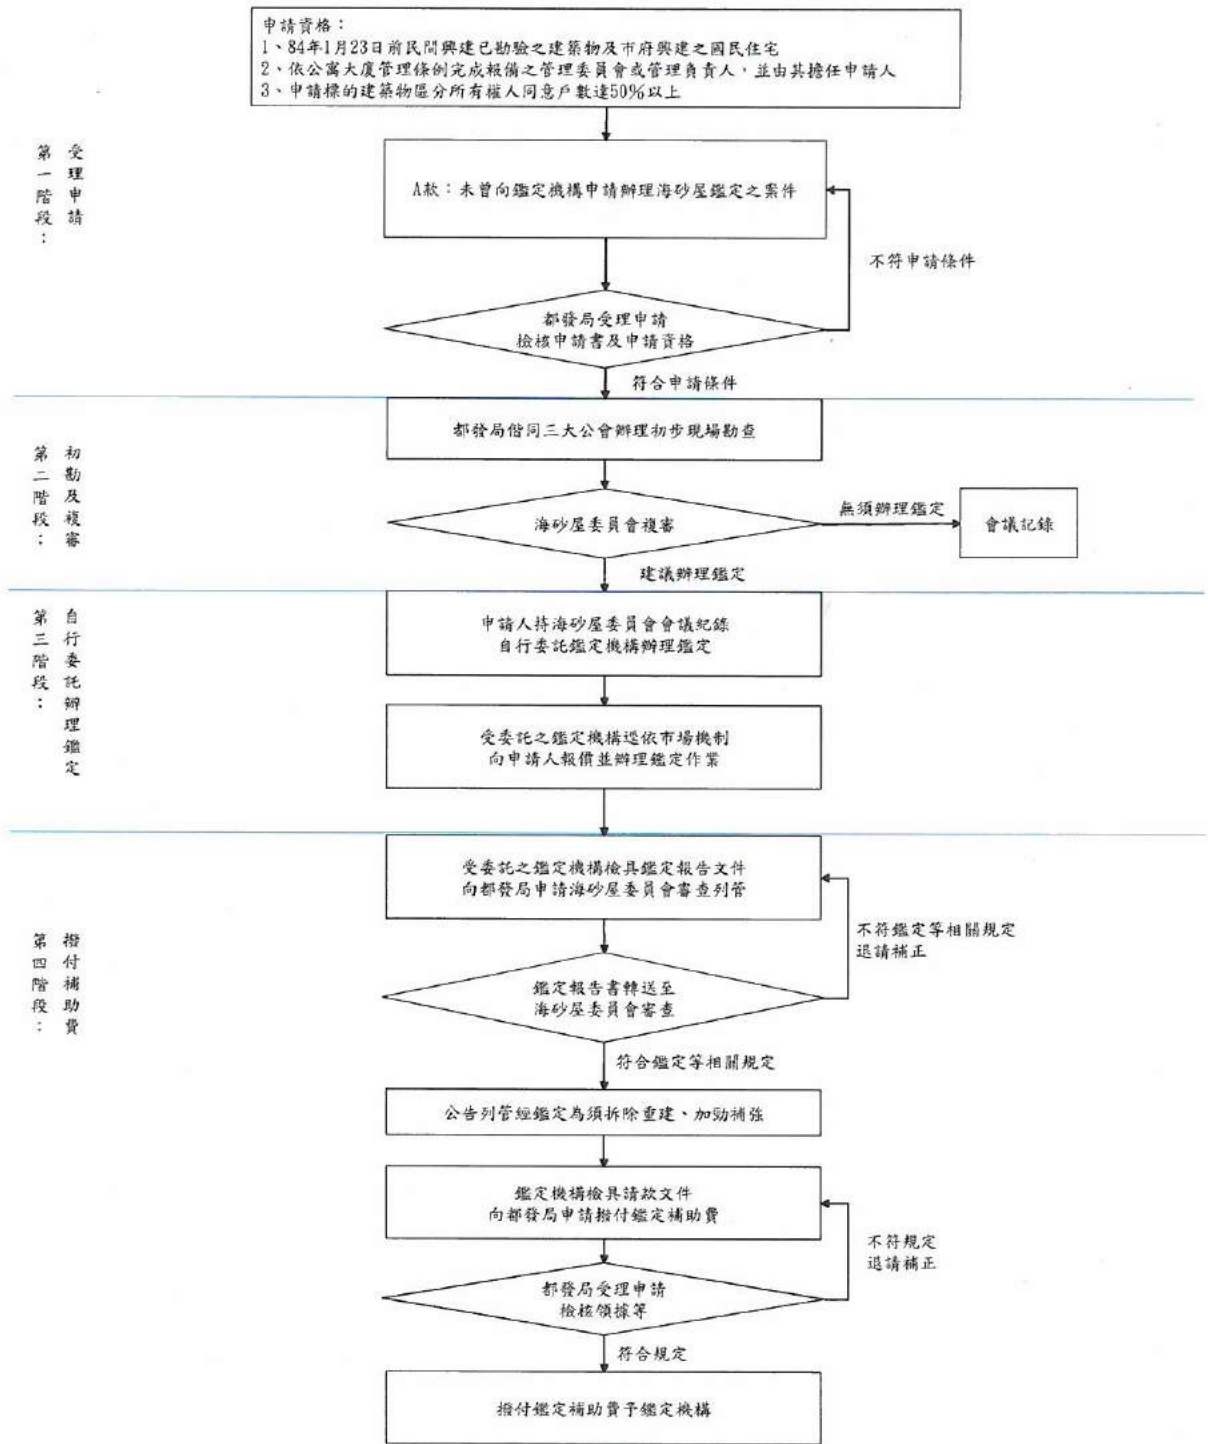 申請資格：
1、84年1月23日前民間興建已勘驗之建築物及市府興建之國民住宅
2、依公寓大廈管理條例完成報備之管理委員會或管理負責人，並由其擔任申請人
3、申請標的建築物區分所有權人同意戶數達50%以上
第一階段：
受理申請
A款：未曾向鑑定機構申請辦理海砂屋鑑定之案件
不符申請條件
都發局受理申請
檢核申請書及申請資格
符合申請條件
第二階段：
初勘及複審
都發局偕同三大公會辦理初步現場勘查
海砂屋委員會複審
無須辦理鑑定
會議記錄
建議辦理鑑定
第三階段：
自行委託辦理鑑定
申請人持海砂屋委員會會議紀錄
自行委託鑑定機構辦理鑑定
受委託之鑑定機構逕依市場機制
向申請人報價並辦理鑑定作業
第四階段：
撥付補助費
受委託之鑑定機構檢具鑑定報告文件
向都發局申請海砂屋委員會審查列管
不符鑑定等相關規定
退請補正
鑑定報告書轉送至
海砂屋委員會審查
符合鑑定等相關規定
公告列管經鑑定為須拆除重建、加勁補強
鑑定機構檢具請款文件
向都發局申請撥付鑑定補助費
不符規定
退請補正
都發局受理申請
檢核領據等
符合規定
撥付鑑定補助費予鑑定機構